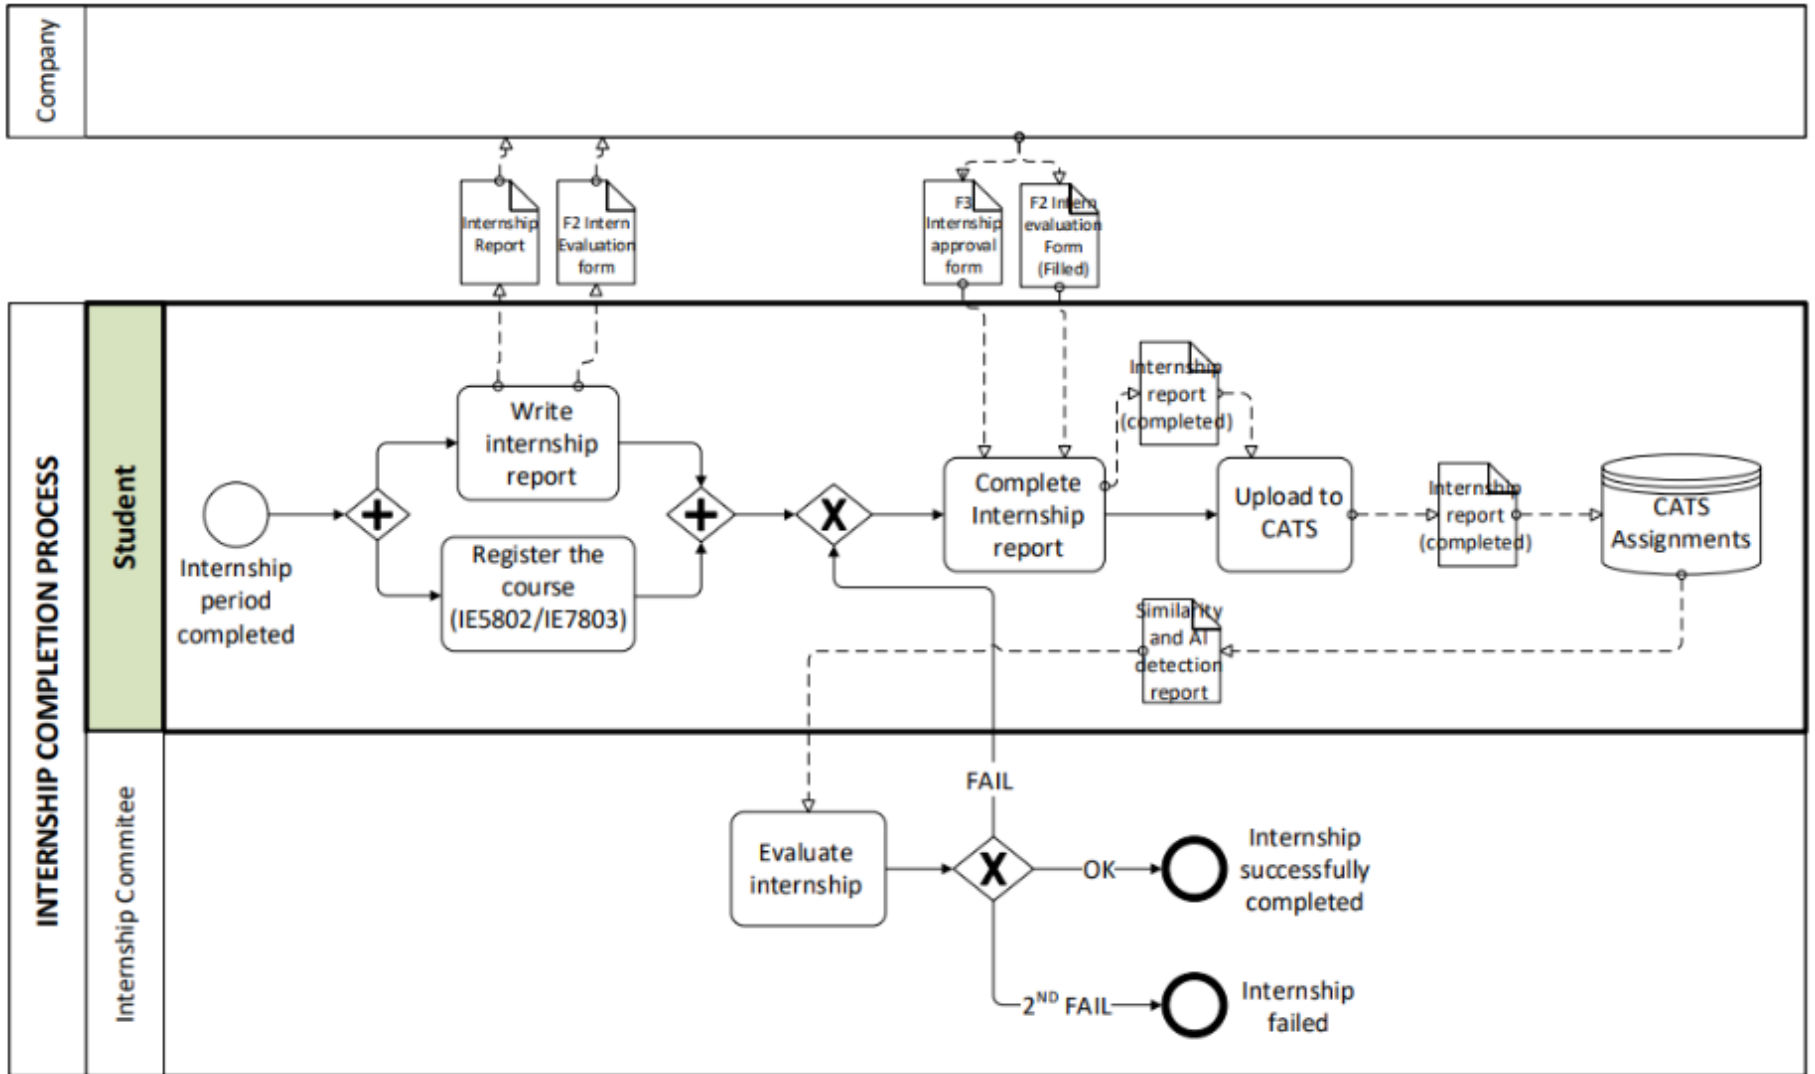 Company
Internship
Report
F2 Intern
Evaluation
form
F3
Internship
approval
form
F2 Intern
evaluation
Form
(Filled)
INTERNSHIP COMPLETION PROCESS
Student
Internship
period
completed
Write
internship
report
Register the
course
(IE5802/IE7803)
X
Complete
Internship
report
Internship
report
(completed)
Upload to
CATS
Internship
report
(completed)
CATS
Assignments
Similarity
and AI
detection
report
Internship Committee
Evaluate
internship
FAIL
X
OK
Internship
successfully
completed
2ND FAIL
Internship
failed